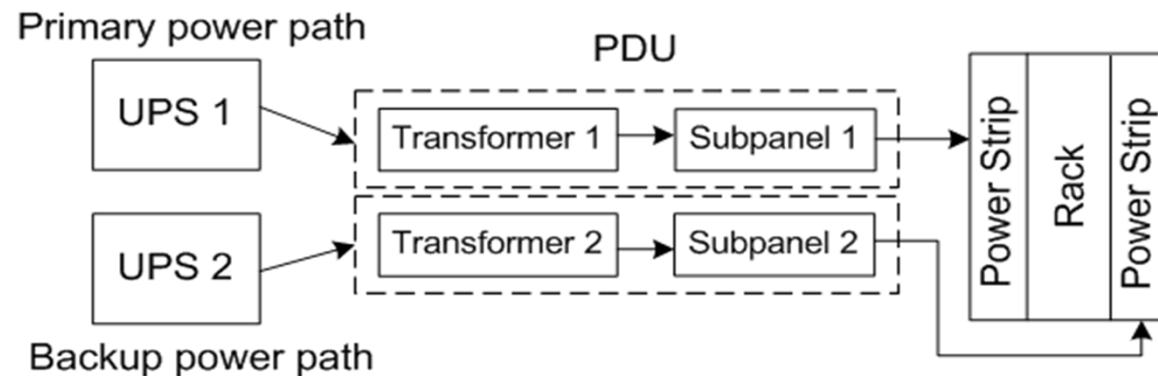 Primary power path
PDU
UPS 1
Transformer 1
Subpanel 1
Power Strip
Rack
Power Strip
UPS 2
Transformer 2
Subpanel 2
Backup power path